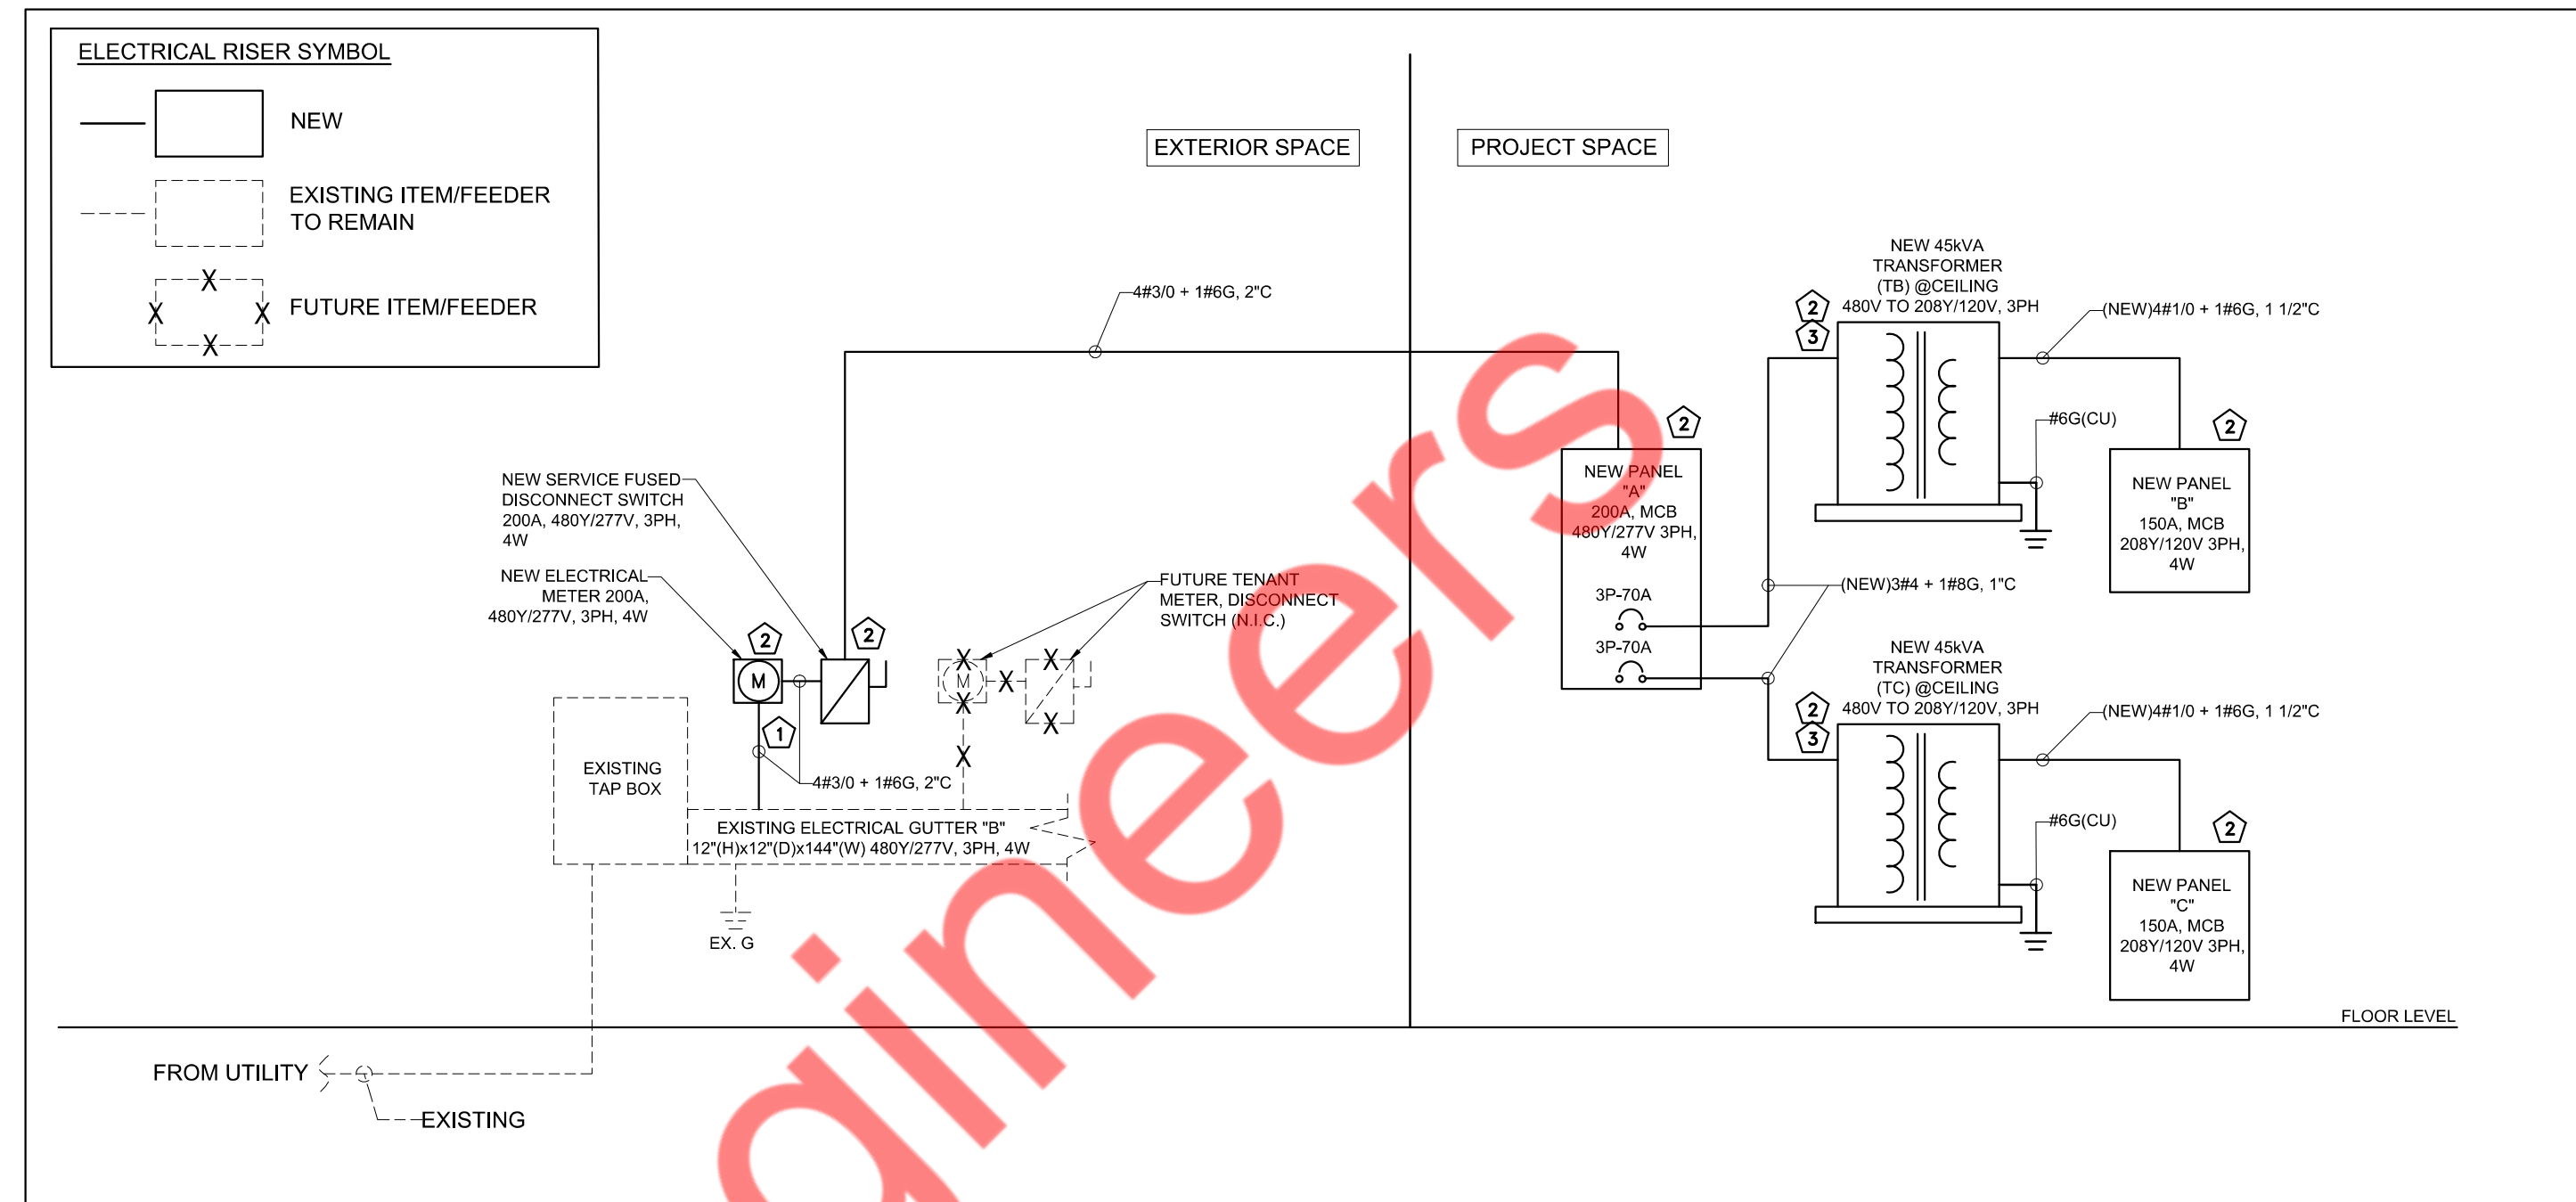 ELECTRICAL RISER SYMBOL
NEW
EXISTING ITEM/FEEDER
TO REMAIN
FUTURE ITEM/FEEDER
X
X
X
X
EXTERIOR SPACE
PROJECT SPACE
4#3/0 + 1#6G, 2"C
NEW SERVICE FUSED
DISCONNECT SWITCH
200A, 480Y/277V, 3PH,
4W
NEW ELECTRICAL
METER 200A,
480Y/277V, 3PH, 4W
2
2
M
1
4#3/0 + 1#6G, 2"C
FUTURE TENANT
METER, DISCONNECT
SWITCH (N.I.C.)
X
M
X
X
X
X
X
EXISTING
TAP BOX
EXISTING ELECTRICAL GUTTER "B"
12"(H)x12"(D)x144"(W) 480Y/277V, 3PH, 4W
EX. G
FROM UTILITY
EXISTING
2
NEW PANEL
"A"
200A, MCB
480Y/277V 3PH,
4W
3P-70A
3P-70A
(NEW)3#4 + 1#8G, 1"C
NEW 45kVA
TRANSFORMER
(TB) @CEILING
480V TO 208Y/120V, 3PH
2
3
(NEW)4#1/0 + 1#6G, 1 1/2"C
#6G(CU)
2
NEW PANEL
"B"
150A, MCB
208Y/120V 3PH,
4W
NEW 45kVA
TRANSFORMER
(TC) @CEILING
480V TO 208Y/120V, 3PH
2
3
(NEW)4#1/0 + 1#6G, 1 1/2"C
#6G(CU)
2
NEW PANEL
"C"
150A, MCB
208Y/120V 3PH,
4W
FLOOR LEVEL
gineers